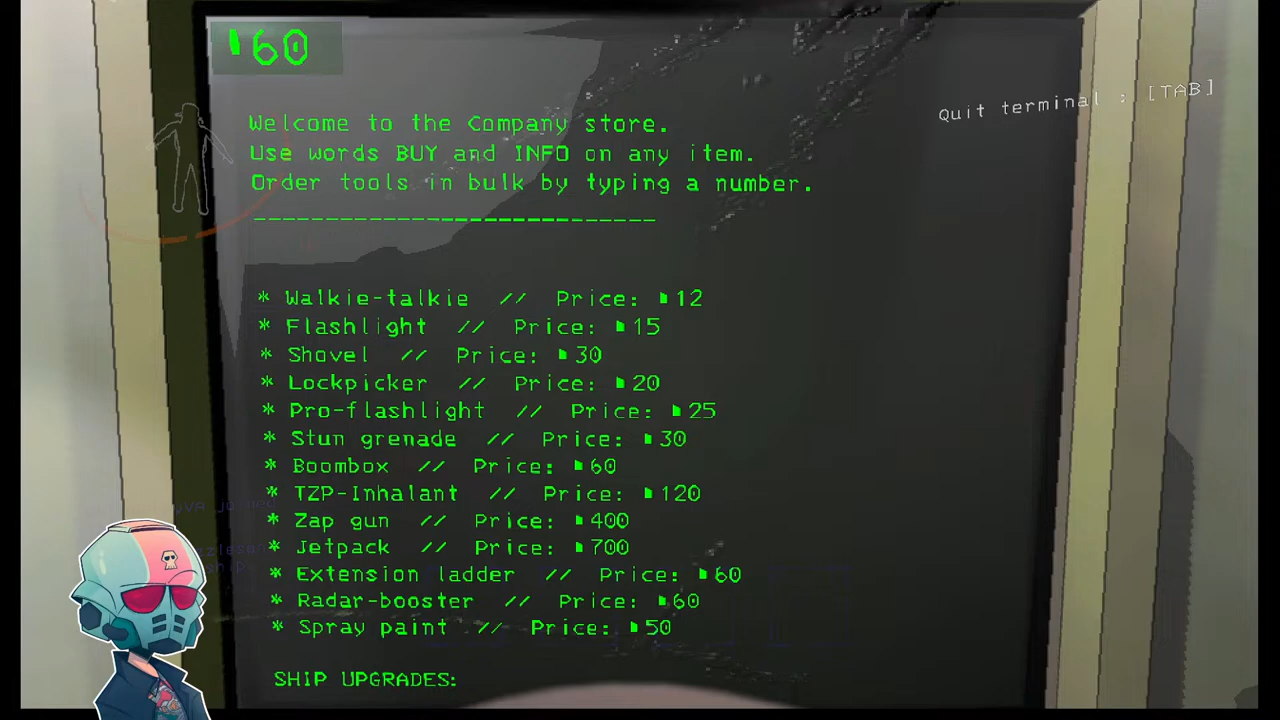 ▮60
Quit terminal : [TAB]
Welcome to the Company store.
Use words BUY and INFO on any item.
Order tools in bulk by typing a number.
----------------------------
* Walkie-talkie // Price: ▮12
* Flashlight // Price: ▮15
* Shovel // Price: ▮30
* Lockpicker // Price: ▮20
* Pro-flashlight // Price: ▮25
* Stun grenade // Price: ▮30
* Boombox // Price: ▮60
* TZP-Inhalant // Price: ▮120
* Zap gun // Price: ▮400
* Jetpack // Price: ▮700
* Extension ladder // Price: ▮60
* Radar-booster // Price: ▮60
* Spray paint // Price: ▮50
SHIP UPGRADES:
ship